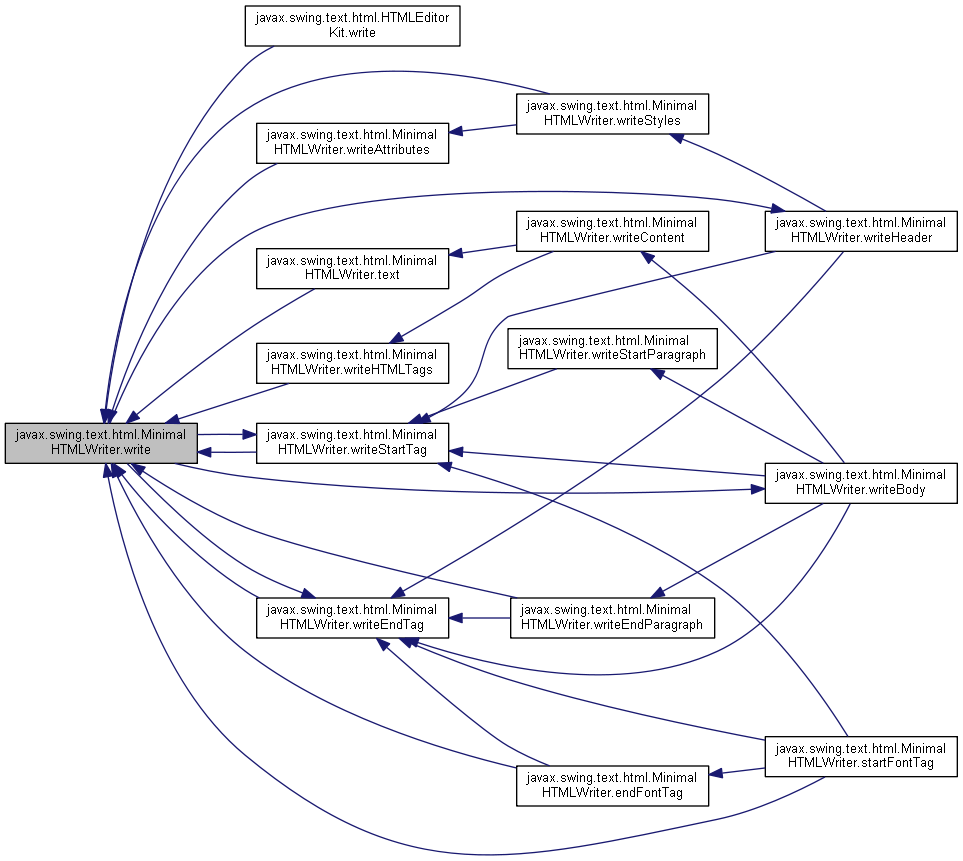 javax.swing.text.html.HTMLEditor
Kit.write
javax.swing.text.html.Minimal
HTMLWriter.writeStyles
javax.swing.text.html.Minimal
HTMLWriter.writeAttributes
javax.swing.text.html.Minimal
HTMLWriter.writeContent
javax.swing.text.html.Minimal
HTMLWriter.writeHeader
javax.swing.text.html.Minimal
HTMLWriter.text
javax.swing.text.html.Minimal
HTMLWriter.writeStartParagraph
javax.swing.text.html.Minimal
HTMLWriter.writeHTMLTags
javax.swing.text.html.Minimal
HTMLWriter.write
javax.swing.text.html.Minimal
HTMLWriter.writeStartTag
javax.swing.text.html.Minimal
HTMLWriter.writeBody
javax.swing.text.html.Minimal
HTMLWriter.writeEndTag
javax.swing.text.html.Minimal
HTMLWriter.writeEndParagraph
javax.swing.text.html.Minimal
HTMLWriter.startFontTag
javax.swing.text.html.Minimal
HTMLWriter.endFontTag